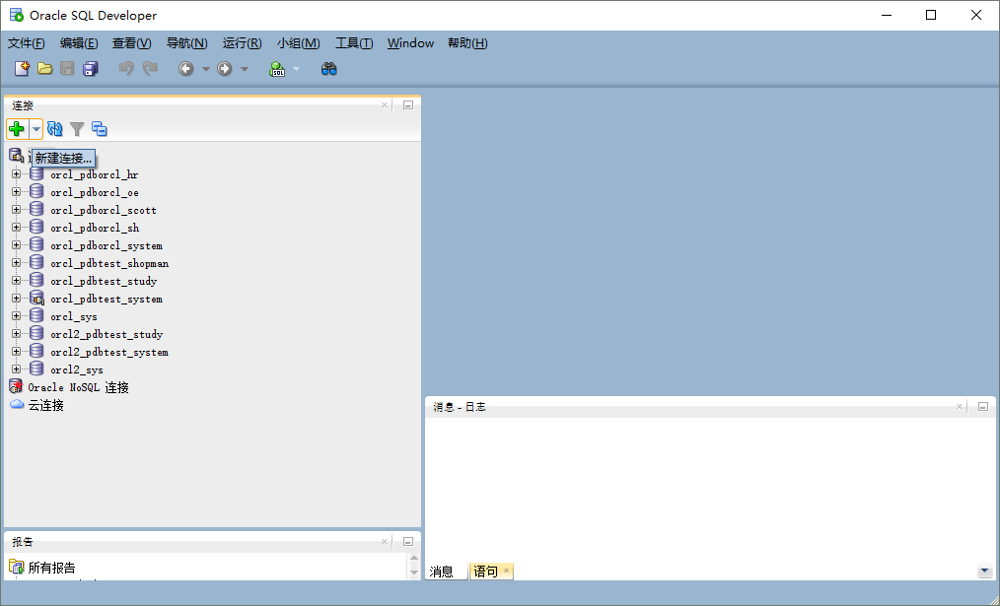 Oracle SQL Developer
文件(F) 编辑(E) 查看(V) 导航(N) 运行(R) 小组(M) 工具(T) Window 帮助(H)
SQL
连接
新建连接...
orcl_pdborcl_hr
orcl_pdborcl_oe
orcl_pdborcl_scott
orcl_pdborcl_sh
orcl_pdborcl_system
orcl_pdbtest_shopman
orcl_pdbtest_study
orcl_pdbtest_system
orcl_sys
orcl2_pdbtest_study
orcl2_pdbtest_system
orcl2_sys
Oracle NoSQL 连接
云连接
消息 - 日志
消息 语句
报告
所有报告